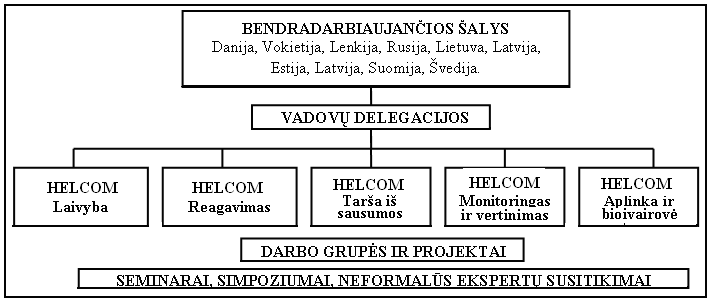 BENDRADARBIAUJANČIOS ŠALYS
Danija, Vokietija, Lenkija, Rusija, Lietuva, Latvija,
Estija, Latvija, Suomija, Švedija.
VADOVŲ DELEGACIJOS
HELCOM
Laivyba
HELCOM
Reagavimas
HELCOM
Tarša iš
sausumos
HELCOM
Monitoringas
ir vertinimas
HELCOM
Aplinka ir
bioivairovė
DARBO GRUPĖS IR PROJEKTAI
SEMINARAI, SIMPOZIUMAI, NEFORMALŪS EKSPERTŲ SUSITIKIMAI